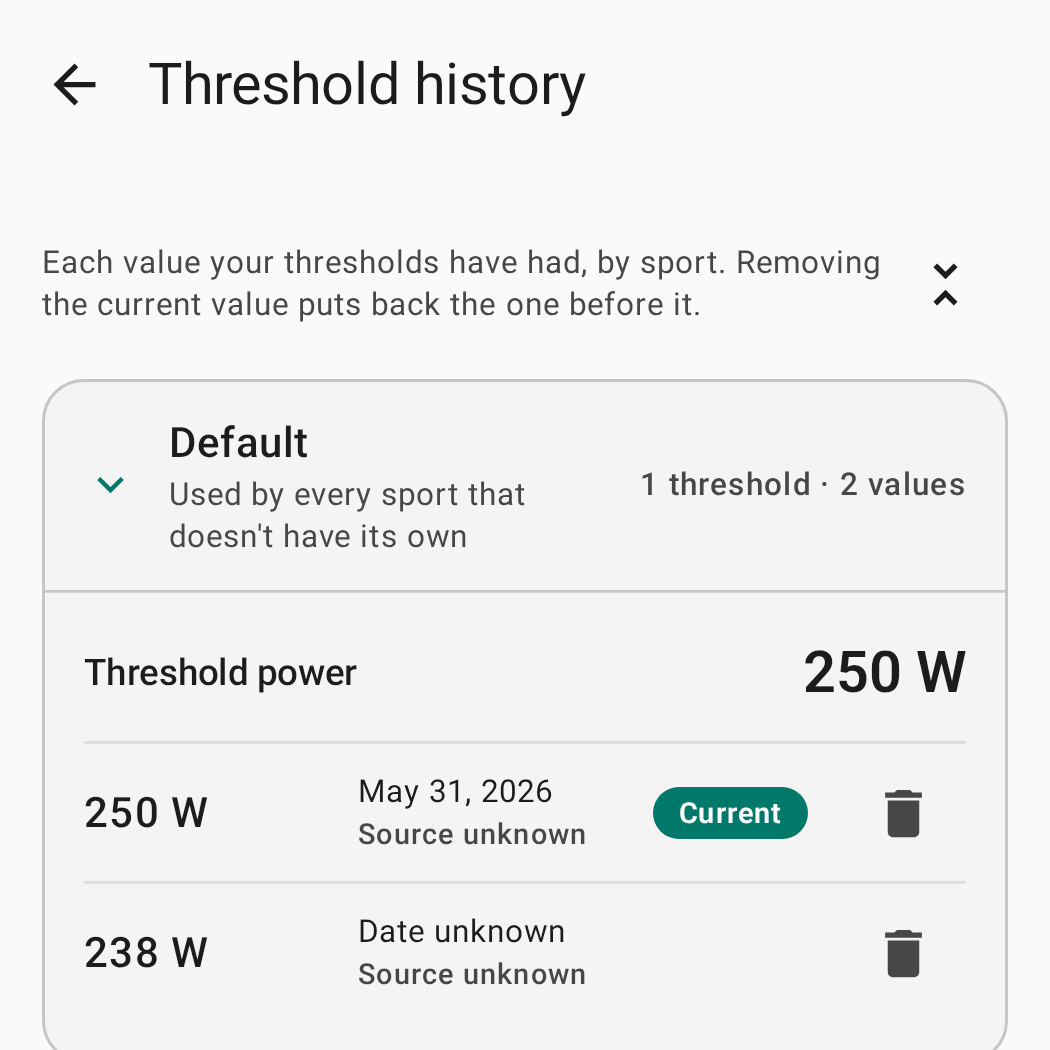 Threshold history
Each value your thresholds have had, by sport. Removing
the current value puts back the one before it.
Default
Used by every sport that
doesn't have its own
1 threshold · 2 values
Threshold power
250 W
250 W
May 31, 2026
Source unknown
Current
238 W
Date unknown
Source unknown